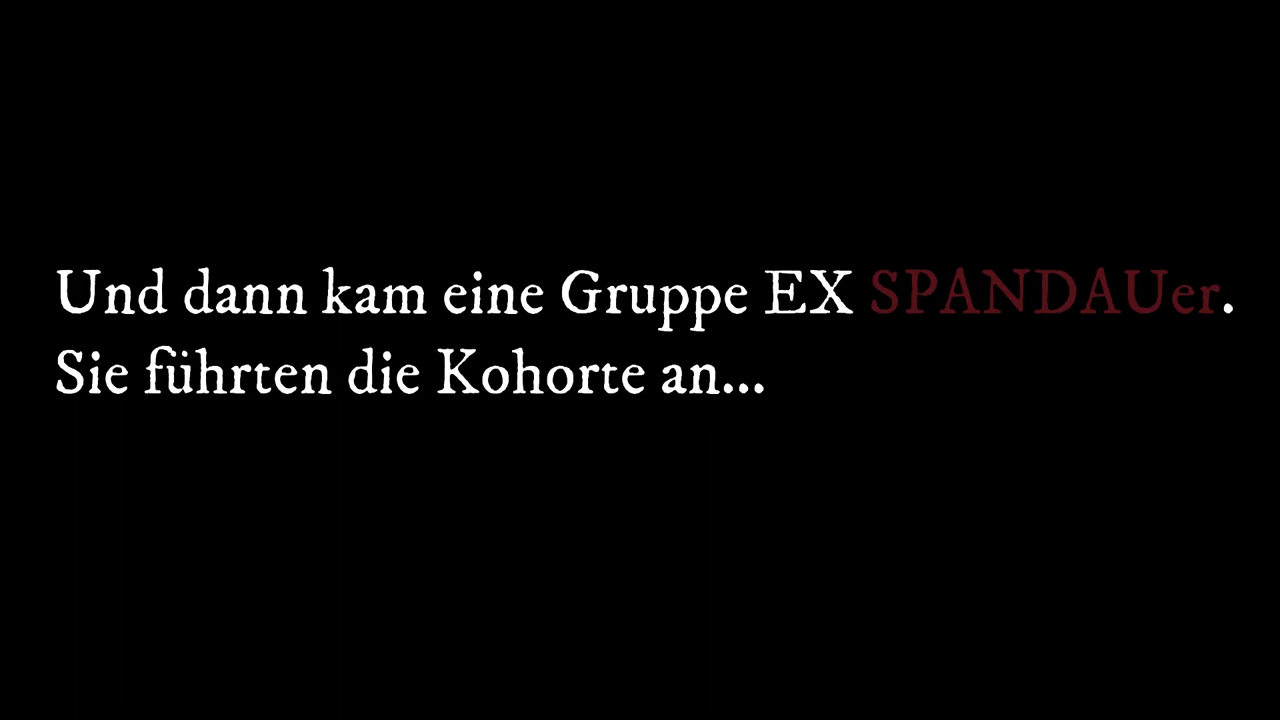 Und dann kam eine Gruppe EX SPANDAUer.
Sie führten die Kohorte an...